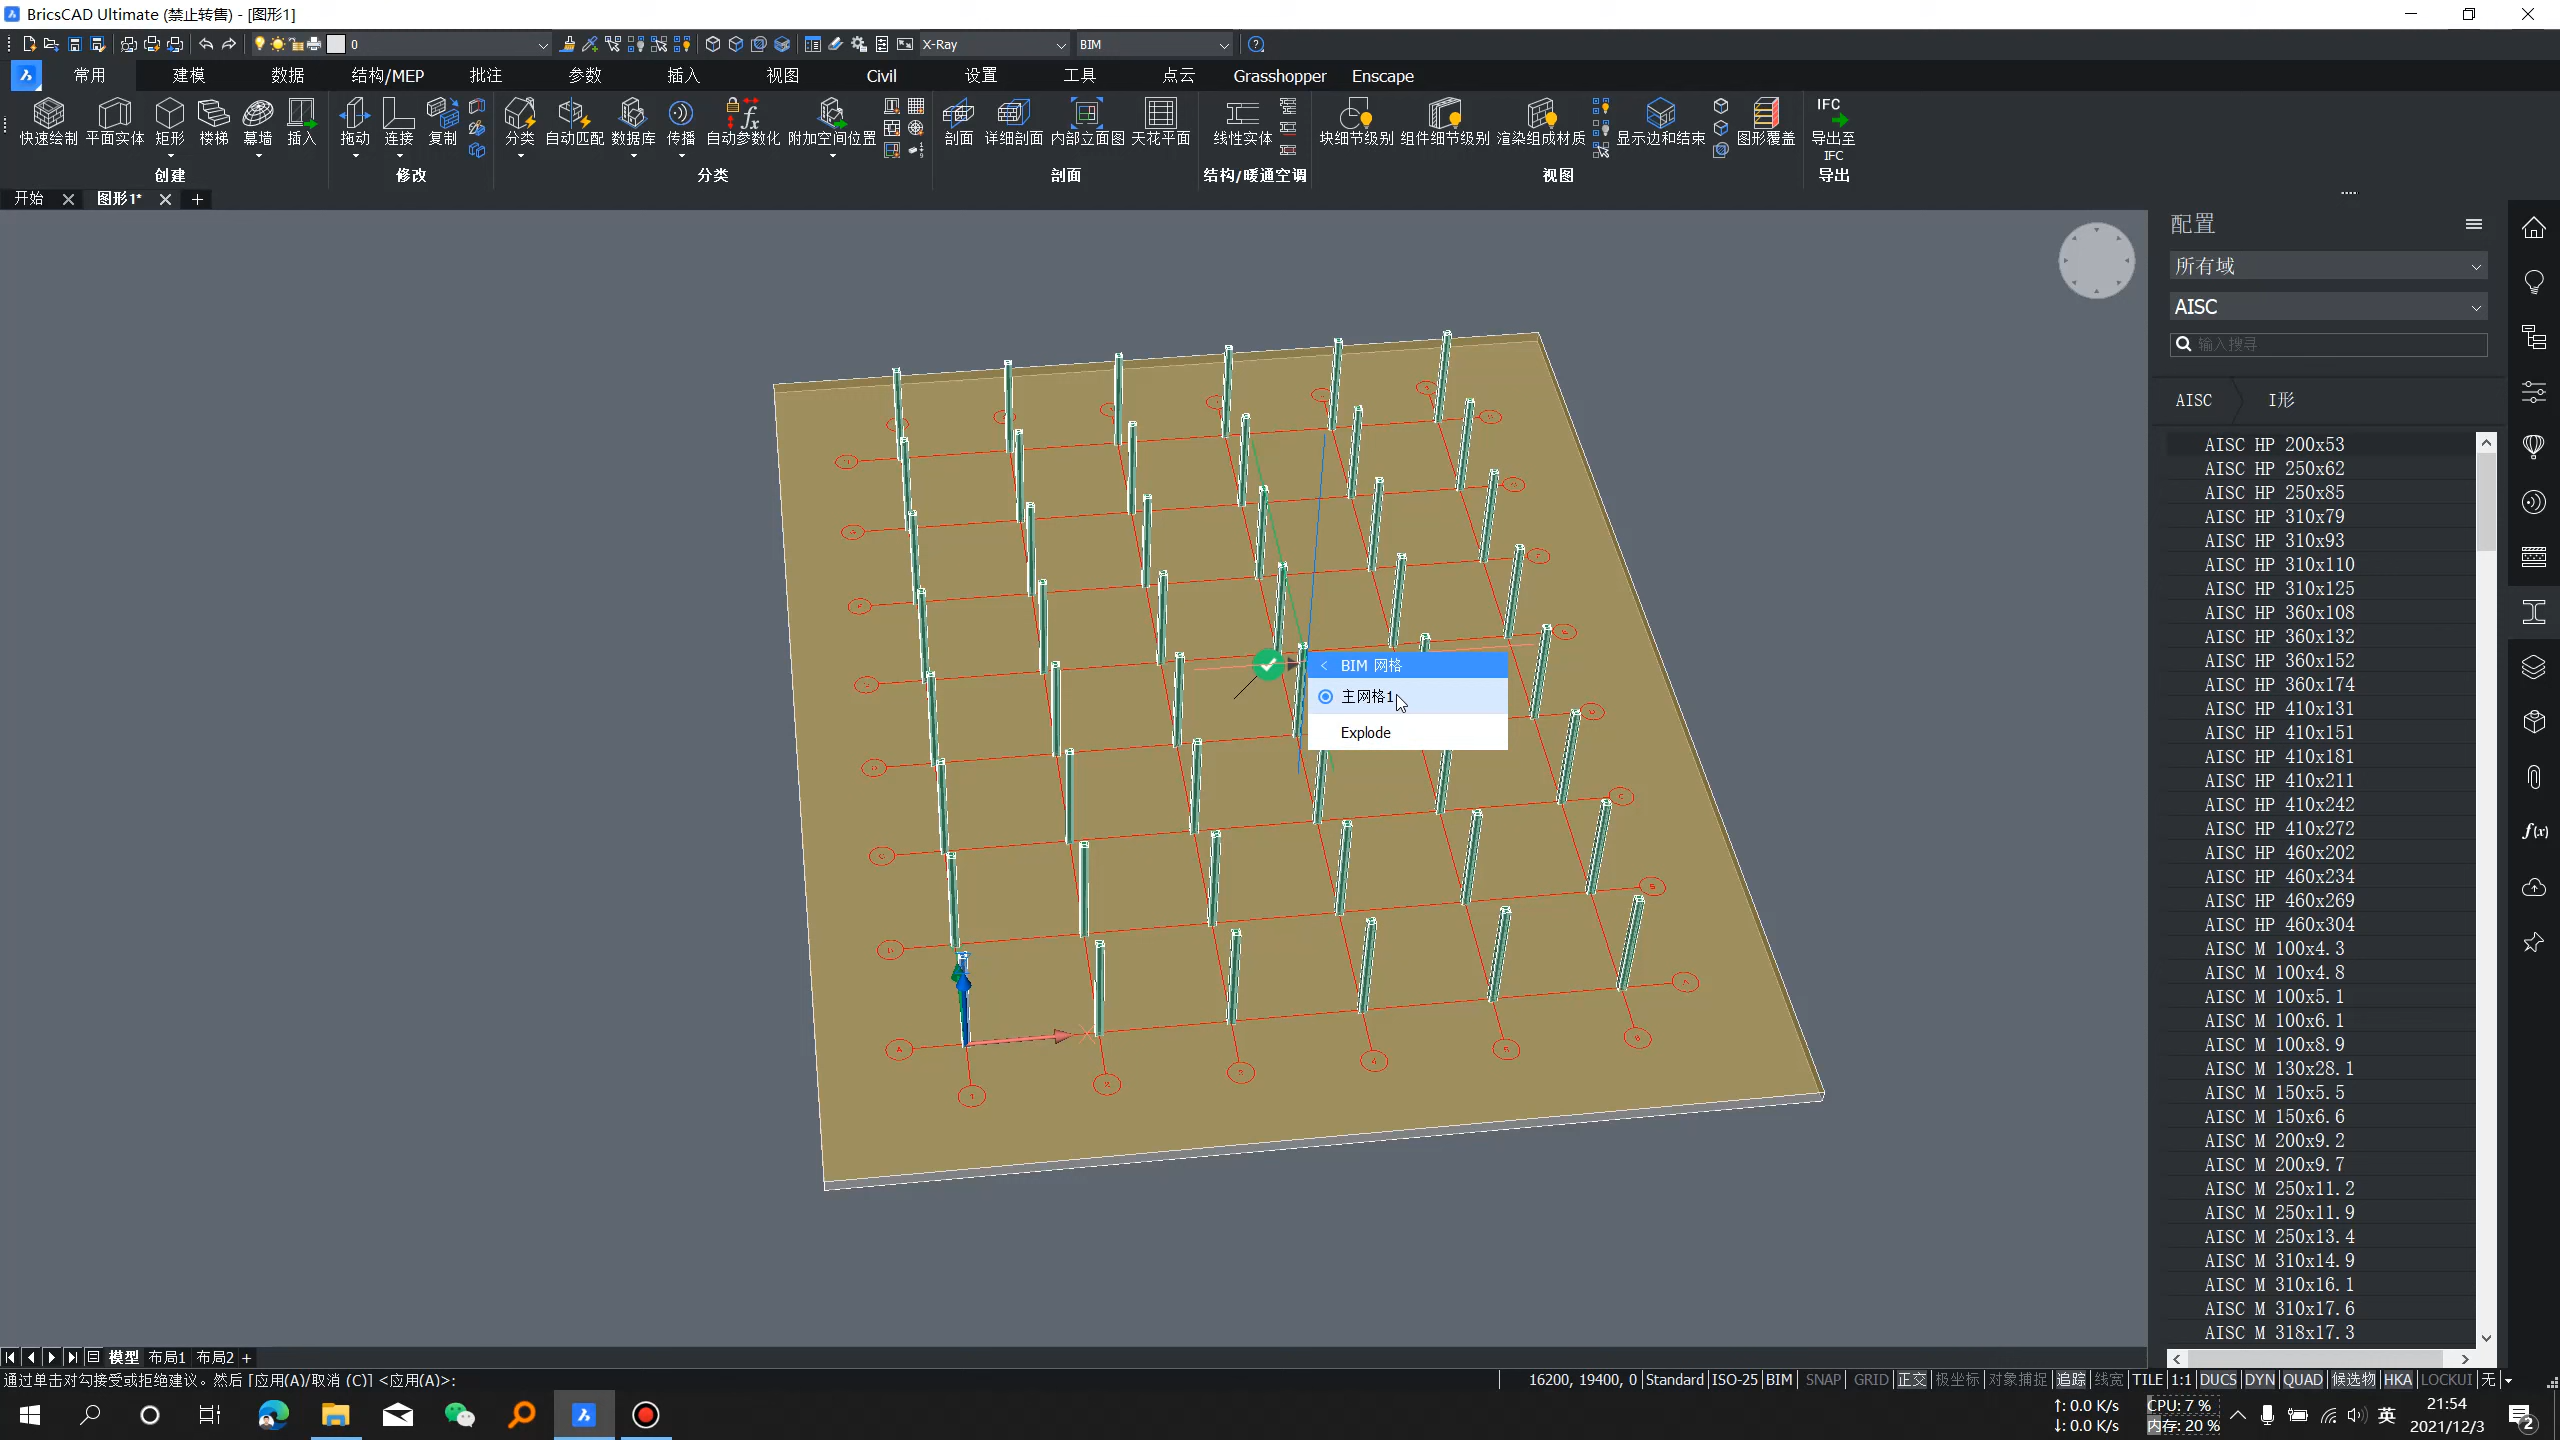 BricsCAD Ultimate (禁止转售) - [图形1]
0
X-Ray
BIM
常用 建模 数据 结构/MEP 批注 参数 插入 视图 Civil 设置 工具 点云 Grasshopper Enscape
快速绘制 平面实体 矩形 楼梯 幕墙 插入 拖动 连接 复制 分类 自动匹配 数据库 传播 自动参数化 附加空间位置 剖面 详细剖面 内部立面图 天花平面 线性实体 块细节级别 组件细节级别 渲染组成材质 显示边和结束 图形覆盖 IFC 导出至 IFC
创建 修改 分类 剖面 结构/暖通空调 视图 导出
开始 图形1*
配置
所有域
AISC
输入搜寻
AISC I形
AISC HP 200x53
AISC HP 250x62
AISC HP 250x85
AISC HP 310x79
AISC HP 310x93
AISC HP 310x110
AISC HP 310x125
AISC HP 360x108
AISC HP 360x132
AISC HP 360x152
AISC HP 360x174
AISC HP 410x131
AISC HP 410x151
AISC HP 410x181
AISC HP 410x211
AISC HP 410x242
AISC HP 410x272
AISC HP 460x202
AISC HP 460x234
AISC HP 460x269
AISC HP 460x304
AISC M 100x4.3
AISC M 100x4.8
AISC M 100x5.1
AISC M 100x6.1
AISC M 100x8.9
AISC M 130x28.1
AISC M 150x5.5
AISC M 150x6.6
AISC M 200x9.2
AISC M 200x9.7
AISC M 250x11.2
AISC M 250x11.9
AISC M 250x13.4
AISC M 310x14.9
AISC M 310x16.1
AISC M 310x17.6
AISC M 318x17.3
f(x)
BIM 网格
主网格1
Explode
模型 布局1 布局2
通过单击对勾接受或拒绝建议。然后 [应用(A)/取消 (C)] <应用(A)>:
16200, 19400, 0 Standard ISO-25 BIM SNAP GRID 正交 极坐标 对象捕捉 追踪 线宽 TILE 1:1 DUCS DYN QUAD 候选物 HKA LOCKUI 无
↑: 0.0 K/s
↓: 0.0 K/s
CPU: 7 %
内存: 20 %
英
21:54
2021/12/3
2